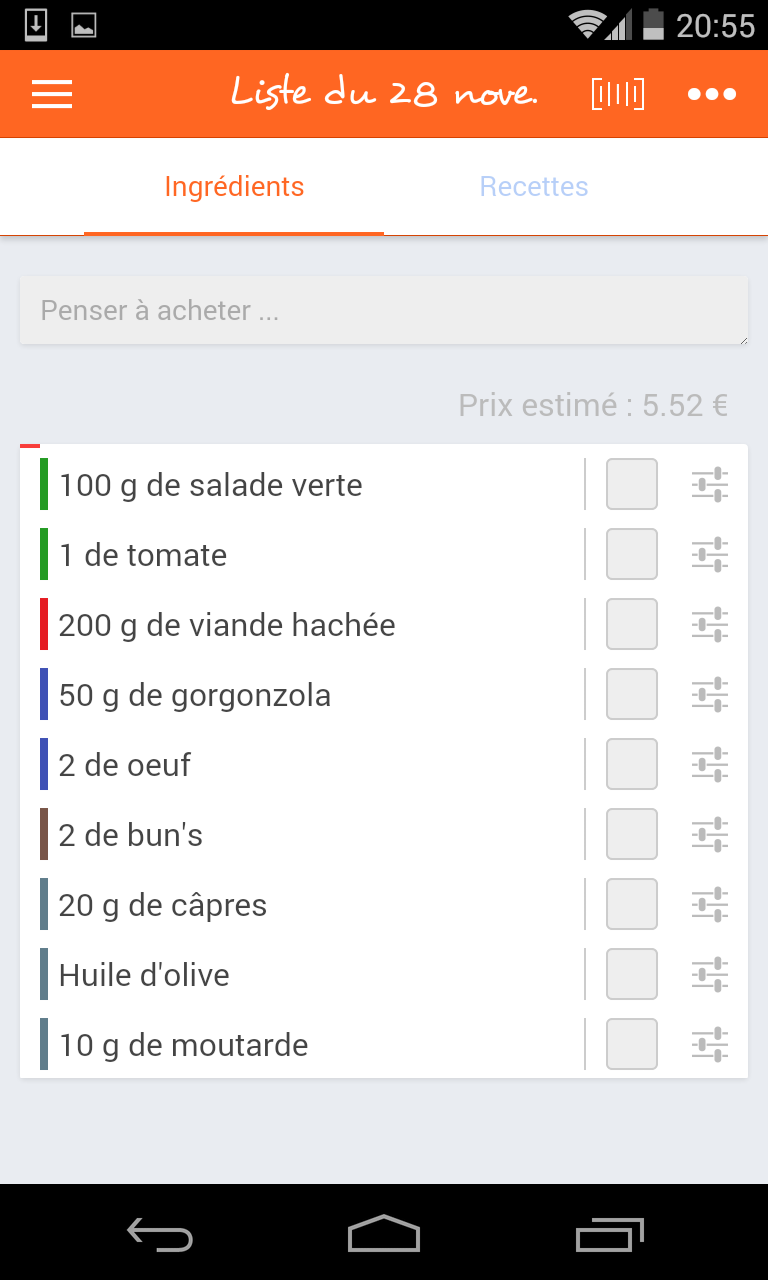 20:55
Liste du 28 nove.
Ingrédients Recettes
Penser à acheter ...
Prix estimé : 5.52 €
100 g de salade verte
1 de tomate
200 g de viande hachée
50 g de gorgonzola
2 de oeuf
2 de bun's
20 g de câpres
Huile d'olive
10 g de moutarde